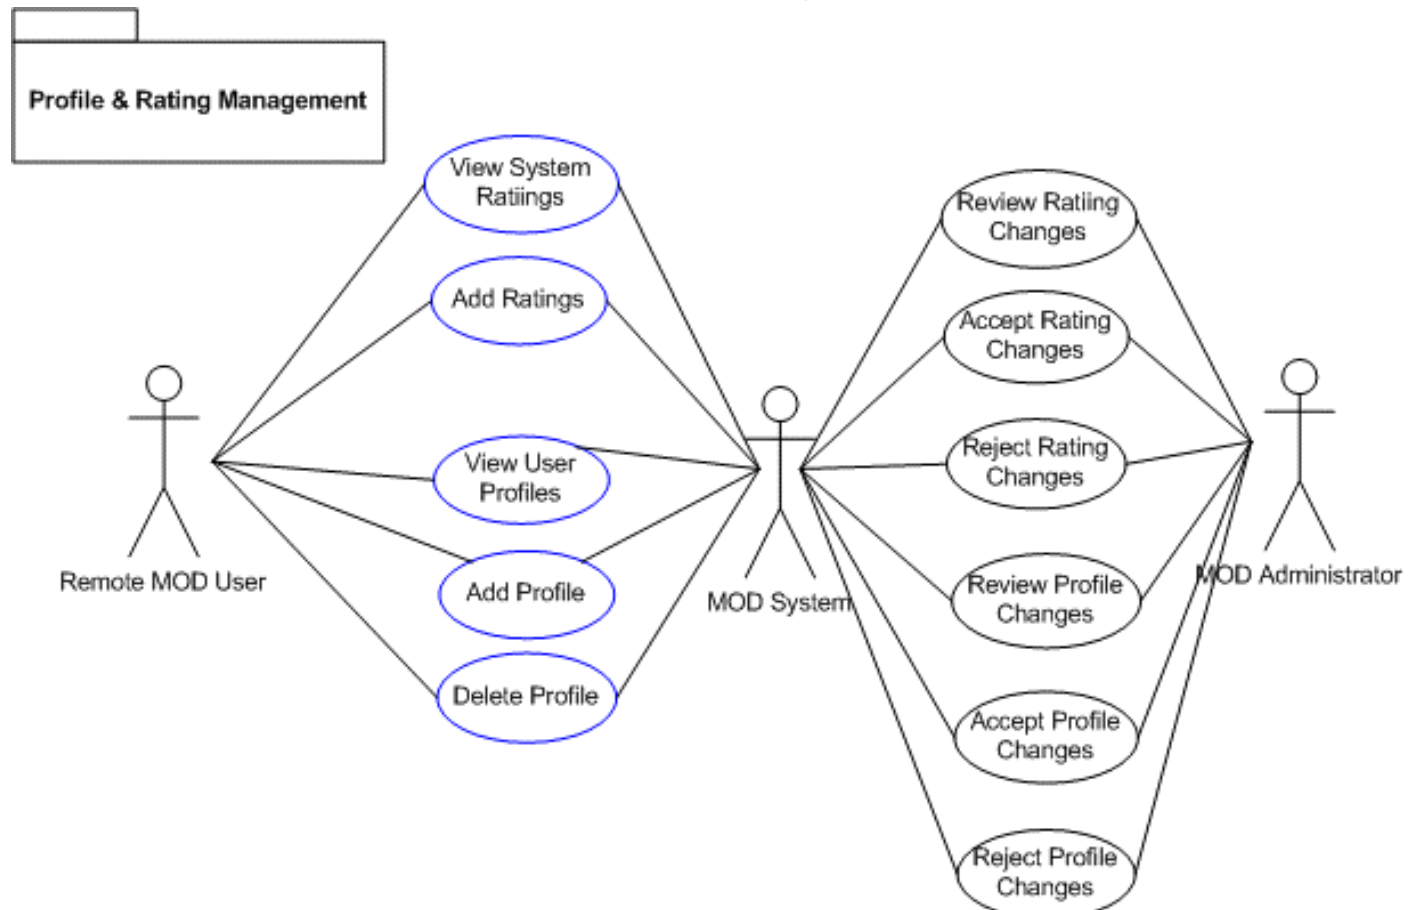 Profile & Rating Management
View System
Ratiings
Add Ratings
View User
Profiles
Add Profile
Delete Profile
Remote MOD User
MOD System
Review Ratiing
Changes
Accept Rating
Changes
Reject Rating
Changes
Review Profile
Changes
Accept Profile
Changes
Reject Profile
Changes
MOD Administrator